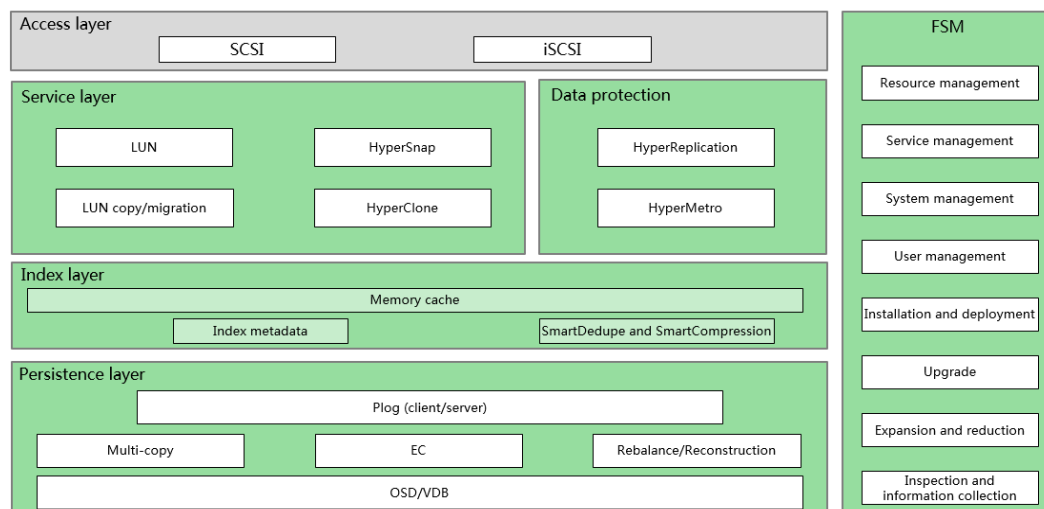 Access layer
SCSI
iSCSI
Service layer
LUN
HyperSnap
LUN copy/migration
HyperClone
Data protection
HyperReplication
HyperMetro
Index layer
Memory cache
Index metadata
SmartDedupe and SmartCompression
Persistence layer
Plog (client/server)
Multi-copy
EC
Rebalance/Reconstruction
OSD/VDB
FSM
Resource management
Service management
System management
User management
Installation and deployment
Upgrade
Expansion and reduction
Inspection and
information collection